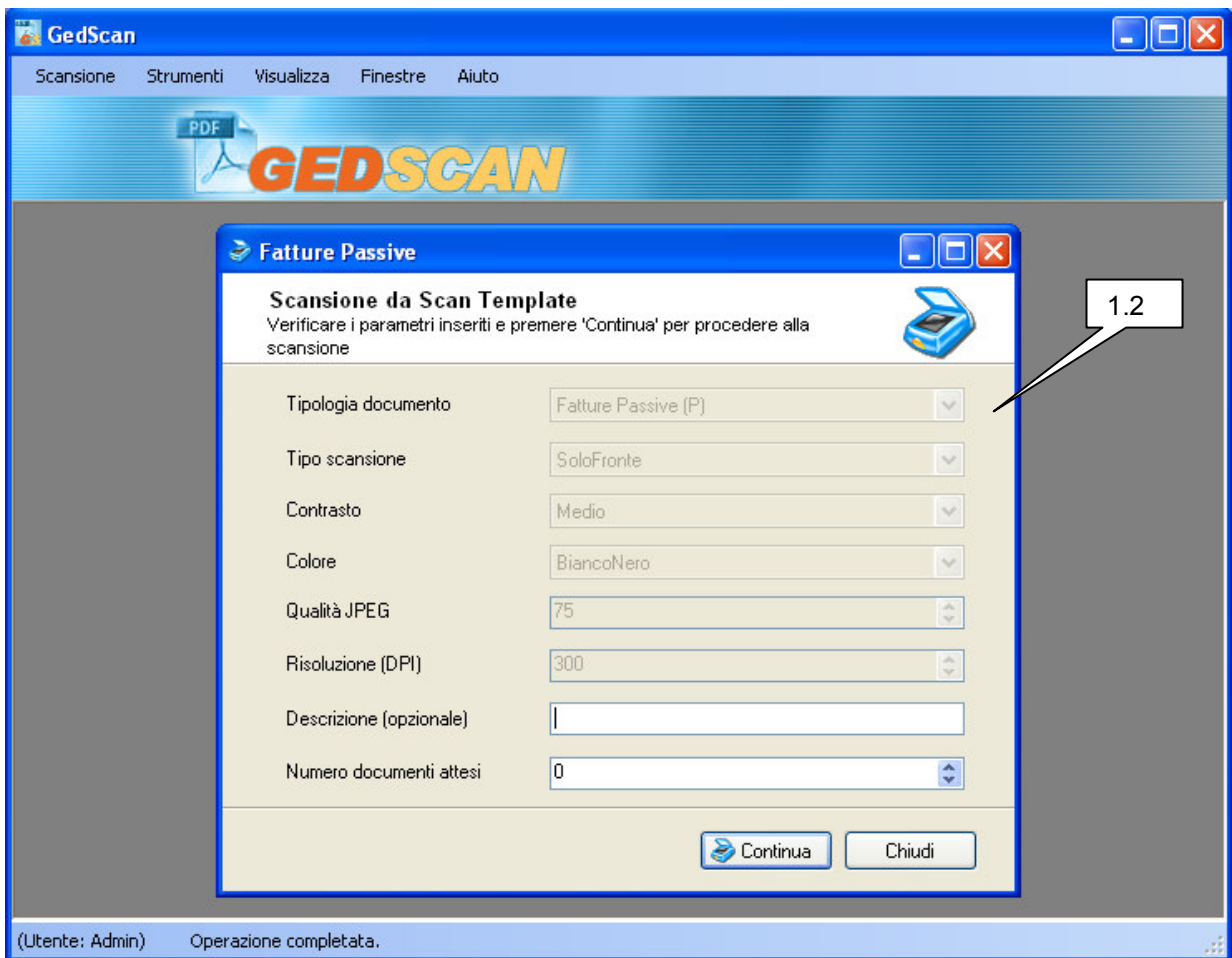 GedScan
Scansione Strumenti Visualizza Finestre Aiuto
PDF
GEDSCAN
Fatture Passive
Scansione da Scan Template
Verificare i parametri inseriti e premere 'Continua' per procedere alla
scansione
1.2
Tipologia documento Fatture Passive (P)
Tipo scansione SoloFronte
Contrasto Medio
Colore BiancoNero
Qualità JPEG 75
Risoluzione (DPI) 300
Descrizione (opzionale)
Numero documenti attesi 0
Continua Chiudi
(Utente: Admin) Operazione completata.